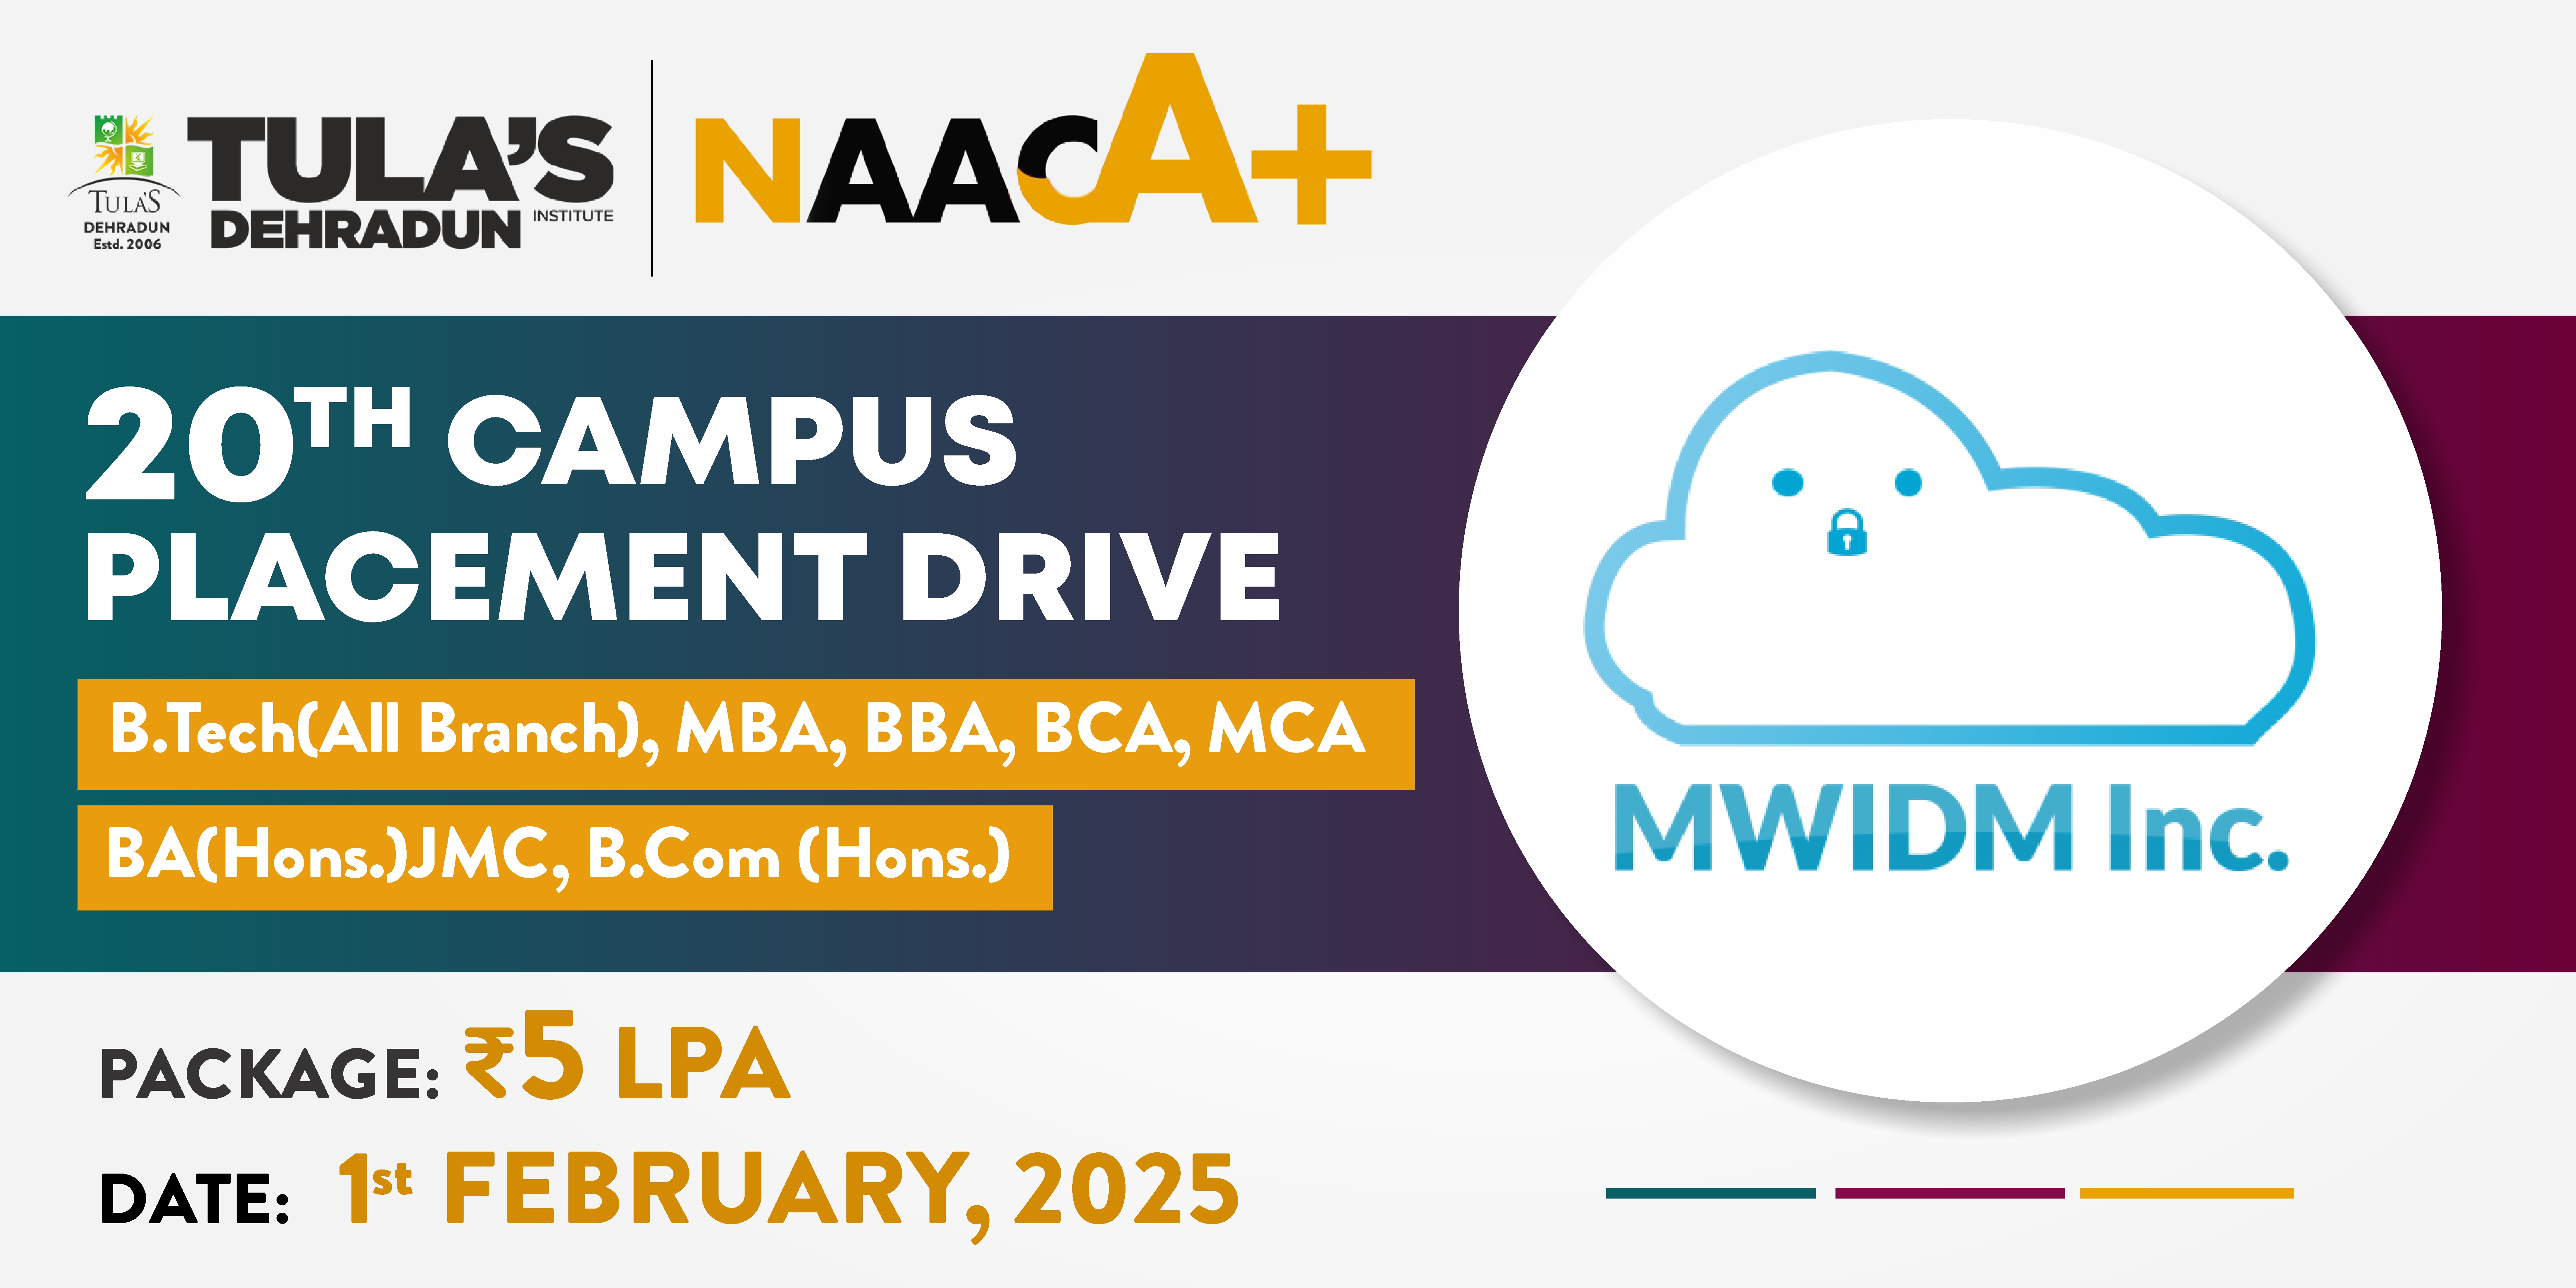 TULA'S
DEHRADUN
Estd. 2006
TULA'S
DEHRADUN INSTITUTE
NAAC A+
20TH CAMPUS
PLACEMENT DRIVE
B.Tech(All Branch), MBA, BBA, BCA, MCA
BA(Hons.)JMC, B.Com (Hons.)
MWIDM Inc.
PACKAGE: ₹5 LPA
DATE: 1st FEBRUARY, 2025